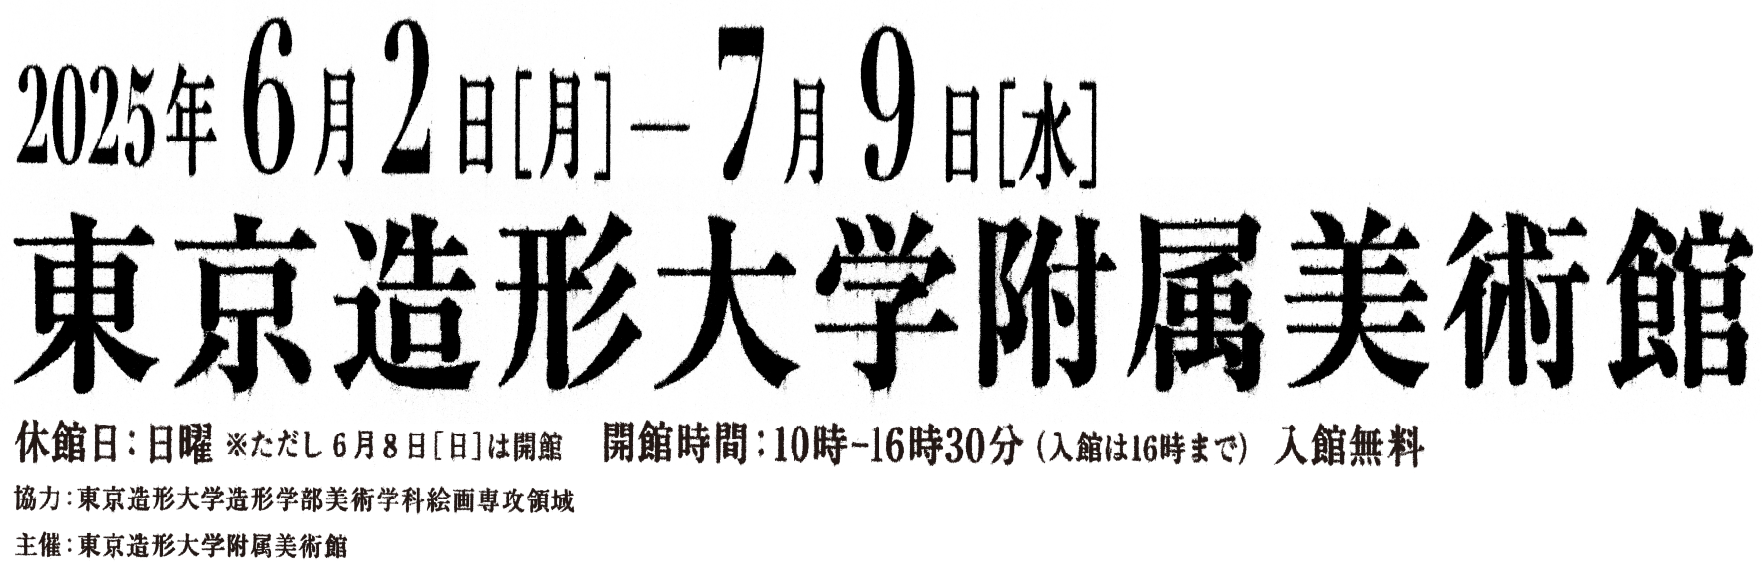 2025年6月2日[月]—7月9日[水]
東京造形大学附属美術館
休館日:日曜 ※ただし6月8日[日]は開館 開館時間:10時–16時30分(入館は16時まで) 入館無料
協力:東京造形大学造形学部美術学科絵画専攻領域
主催:東京造形大学附属美術館